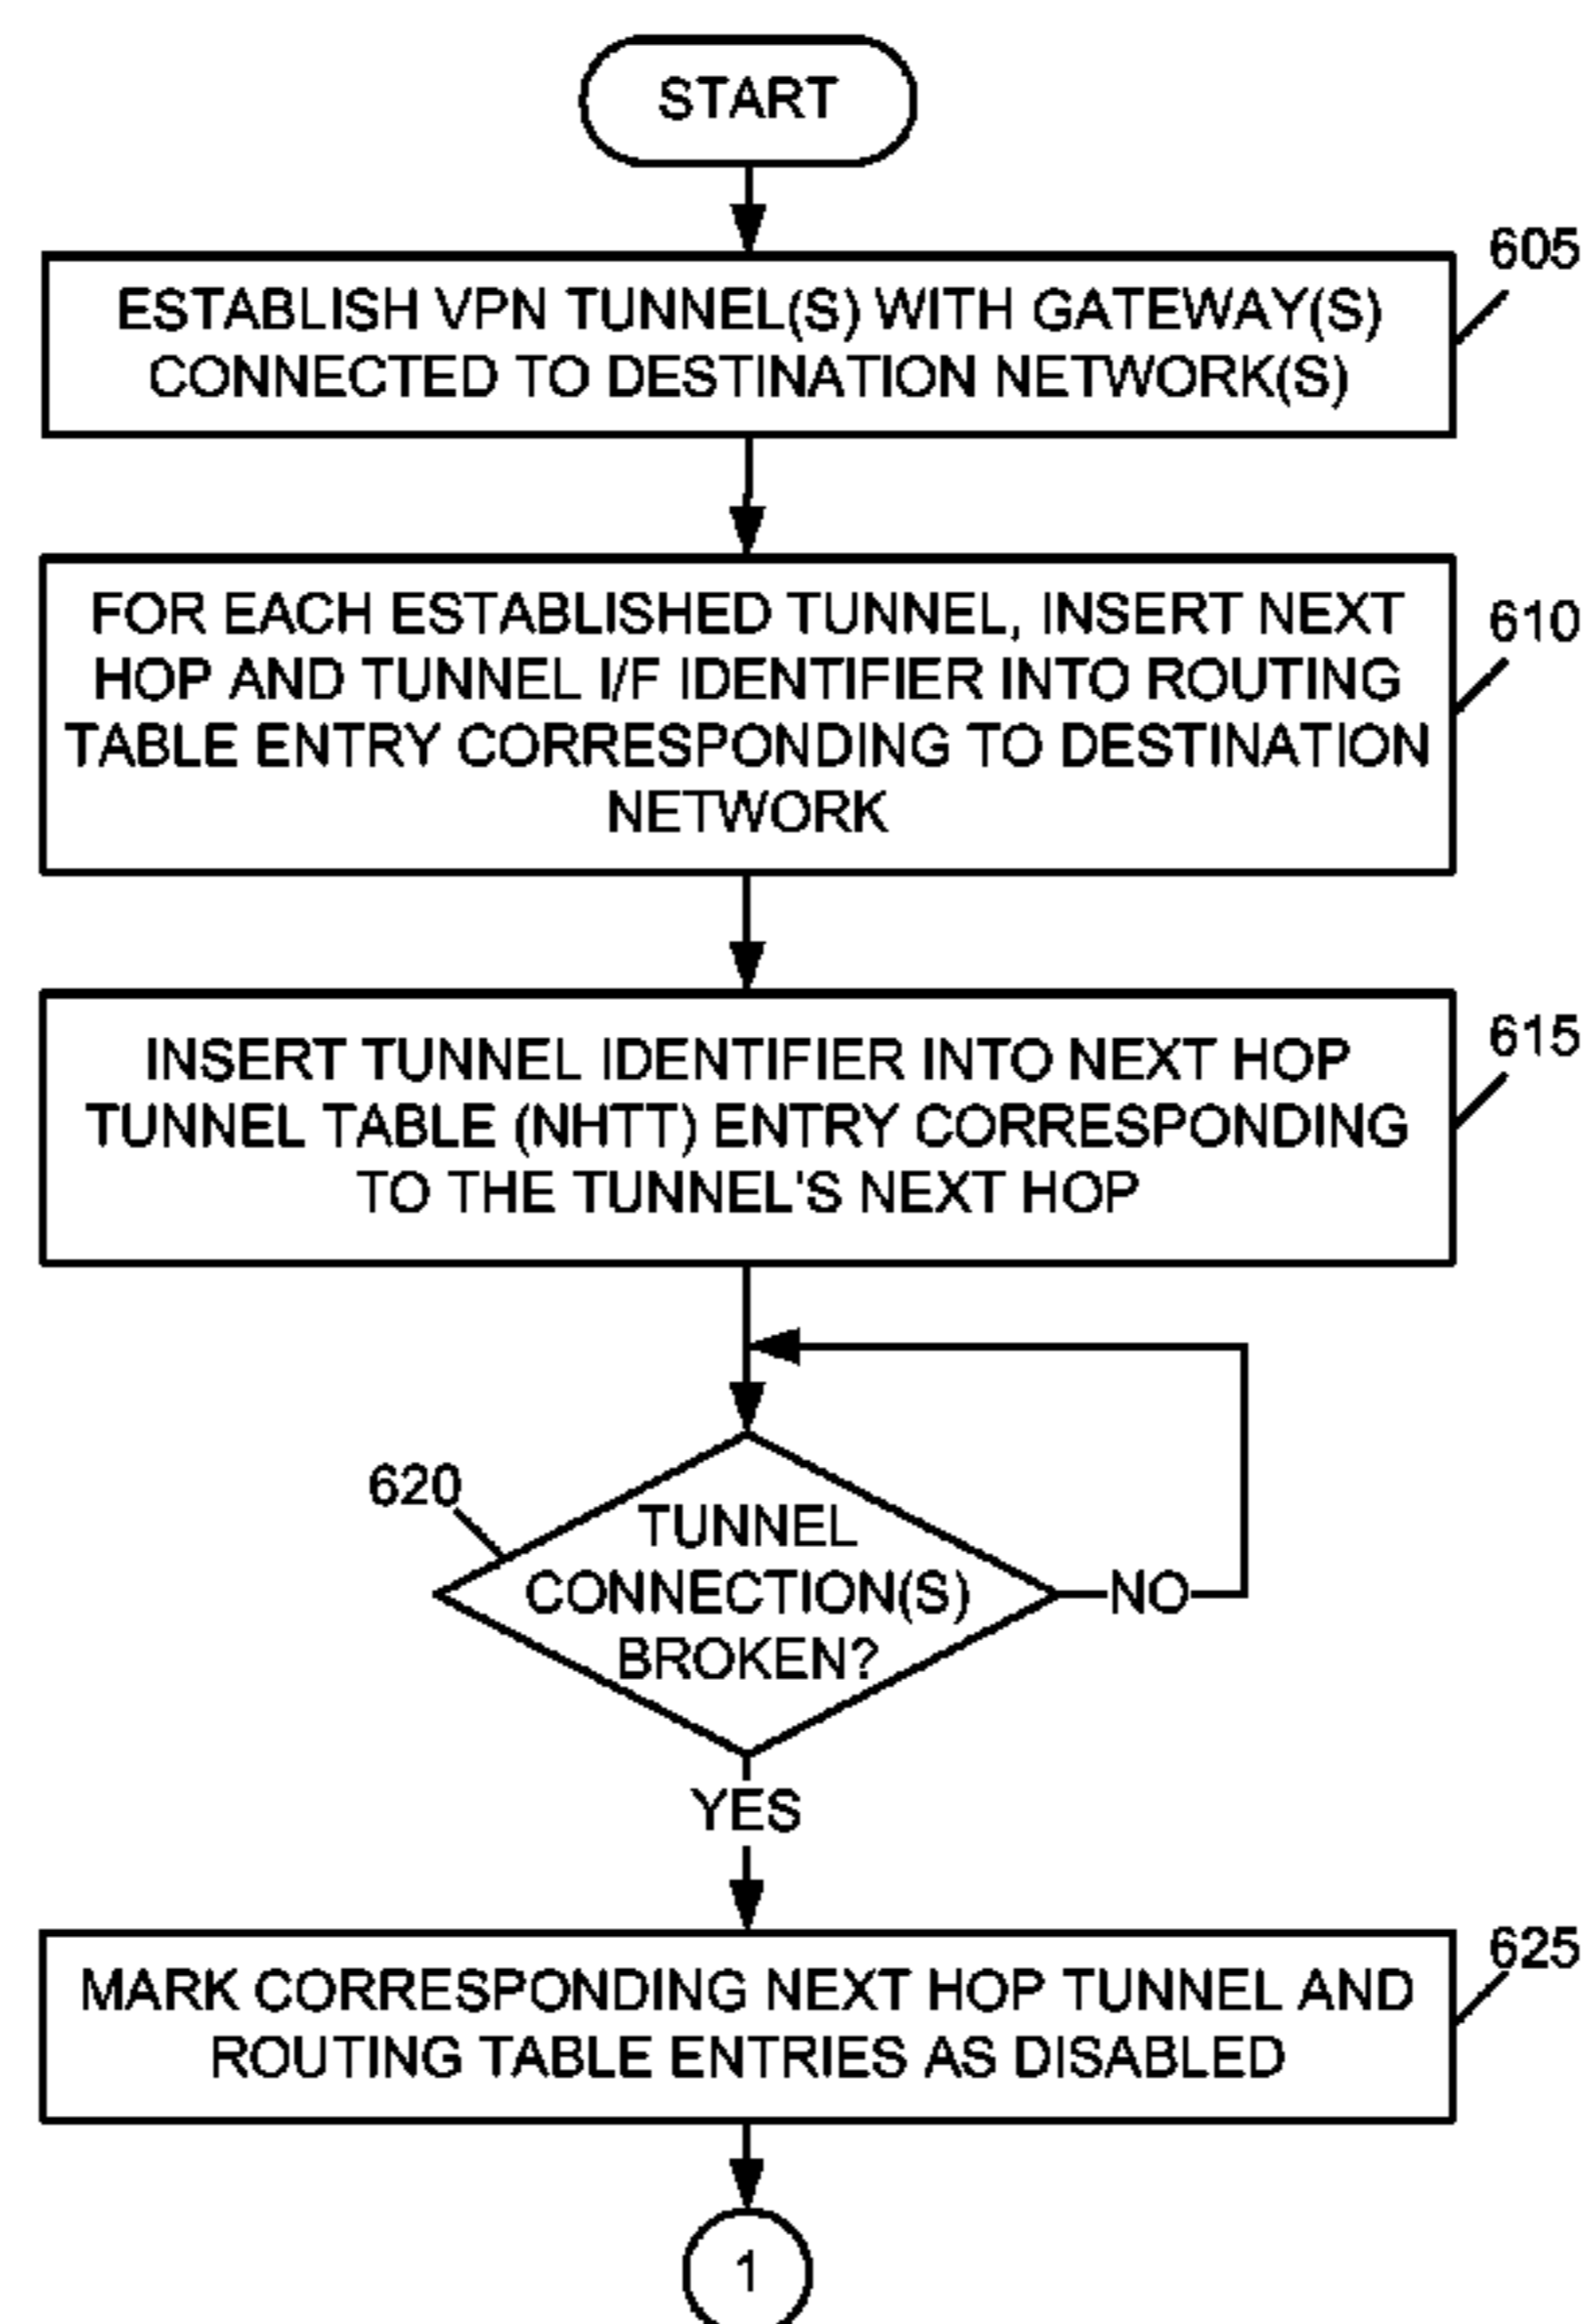 START
605
ESTABLISH VPN TUNNEL(S) WITH GATEWAY(S)
CONNECTED TO DESTINATION NETWORK(S)
610
FOR EACH ESTABLISHED TUNNEL, INSERT NEXT
HOP AND TUNNEL I/F IDENTIFIER INTO ROUTING
TABLE ENTRY CORRESPONDING TO DESTINATION
NETWORK
615
INSERT TUNNEL IDENTIFIER INTO NEXT HOP
TUNNEL TABLE (NHTT) ENTRY CORRESPONDING
TO THE TUNNEL'S NEXT HOP
620
TUNNEL
CONNECTION(S)
BROKEN?
NO
YES
625
MARK CORRESPONDING NEXT HOP TUNNEL AND
ROUTING TABLE ENTRIES AS DISABLED
1